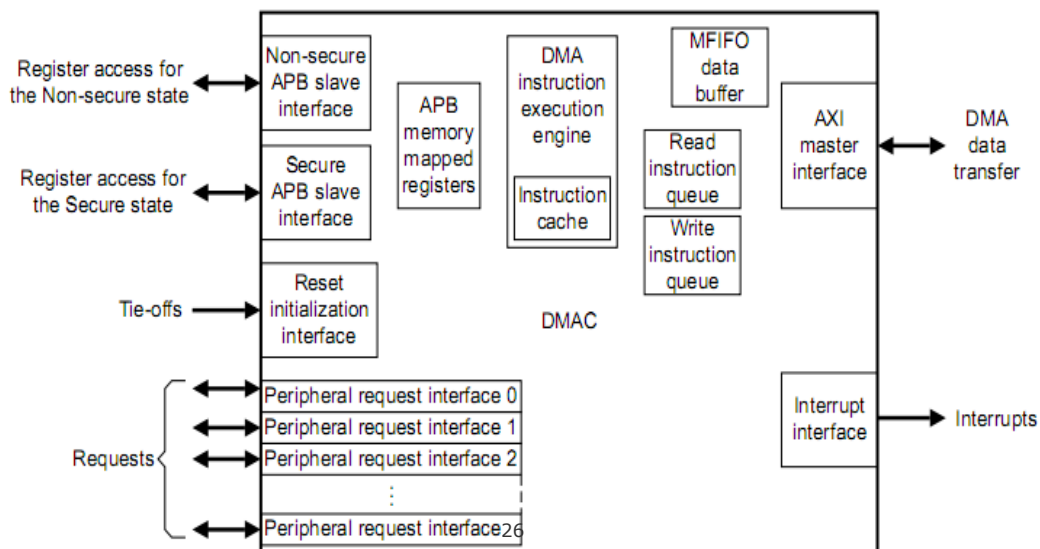 Register access for
the Non-secure state
Non-secure
APB slave
interface
Register access for
the Secure state
Secure
APB slave
interface
APB
memory
mapped
registers
DMA
instruction
execution
engine
Instruction
cache
MFIFO
data
buffer
Read
instruction
queue
Write
instruction
queue
AXI
master
interface
DMA
data
transfer
Tie-offs
Reset
initialization
interface
DMAC
Requests
Peripheral request interface 0
Peripheral request interface 1
Peripheral request interface 2
⋮
Peripheral request interface26
Interrupt
interface
Interrupts